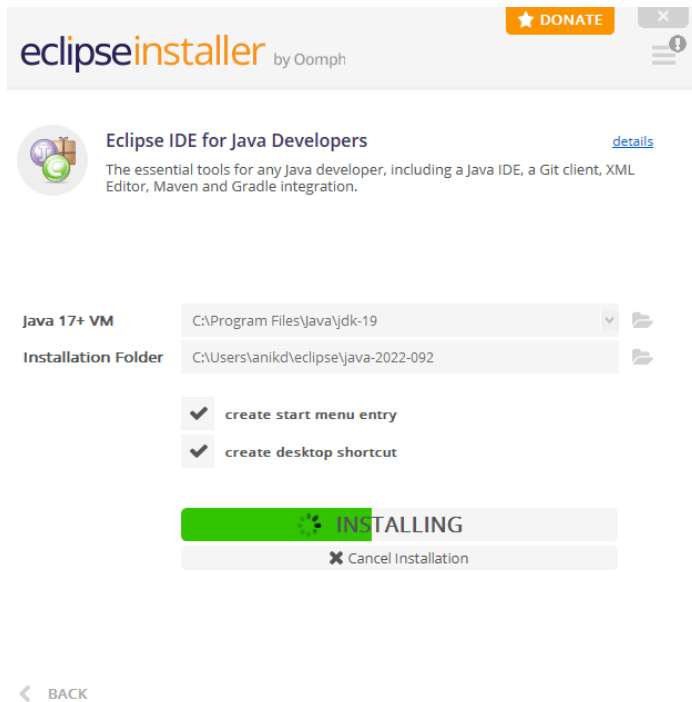 DONATE
eclipseinstaller by Oomph
Eclipse IDE for Java Developers details
The essential tools for any Java developer, including a Java IDE, a Git client, XML
Editor, Maven and Gradle integration.
Java 17+ VM C:\Program Files\Java\jdk-19
Installation Folder C:\Users\anikd\eclipse\java-2022-092
create start menu entry
create desktop shortcut
INSTALLING
Cancel Installation
BACK